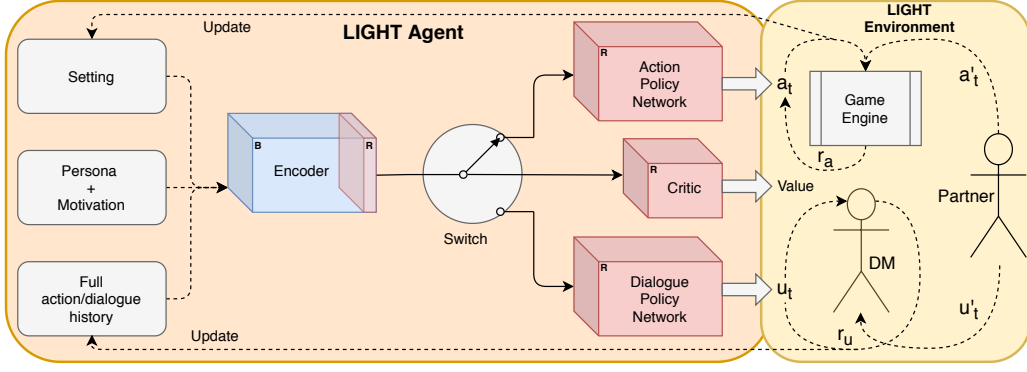 Update
LIGHT Agent
LIGHT
Environment
Setting
R
Action
Policy
Network
a_t
Game
Engine
a'_t
r_a
B
R
Encoder
Persona
+
Motivation
Switch
R
Critic
Value
Partner
DM
Full
action/dialogue
history
R
Dialogue
Policy
Network
u_t
u'_t
r_u
Update